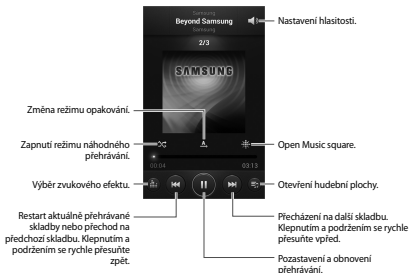 Samsung
Beyond Samsung
Samsung
2/3
SAMSUNG
Nastavení hlasitosti.
Změna režimu opakování.
Zapnutí režimu náhodného
přehrávání.
Open Music square.
00:04
03:13
Výběr zvukového efektu.
Otevření hudební plochy.
Restart aktuálně přehrávané
skladby nebo přechod na
předchozí skladbu. Klepnutím a
podržením se rychle přesuňte
zpět.
Přecházení na další skladbu.
Klepnutím a podržením se rychle
přesuňte vpřed.
Pozastavení a obnovení
přehrávání.